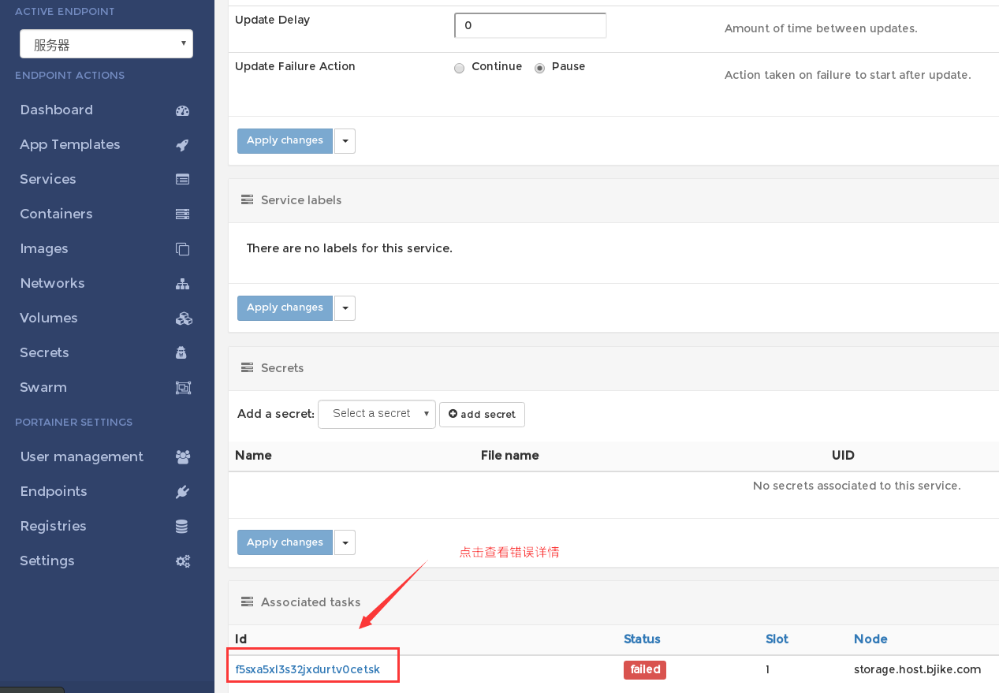 ACTIVE ENDPOINT
服务器
ENDPOINT ACTIONS
Dashboard
App Templates
Services
Containers
Images
Networks
Volumes
Secrets
Swarm
PORTAINER SETTINGS
User management
Endpoints
Registries
Settings
Update Delay 0 Amount of time between updates.
Update Failure Action Continue Pause Action taken on failure to start after update.
Apply changes
Service labels
There are no labels for this service.
Apply changes
Secrets
Add a secret: Select a secret add secret
Name File name UID
No secrets associated to this service.
Apply changes
点击查看错误详情
Associated tasks
Id Status Slot Node
f5sxa5xl3s32jxdurtv0cetsk failed 1 storage.host.bjike.com